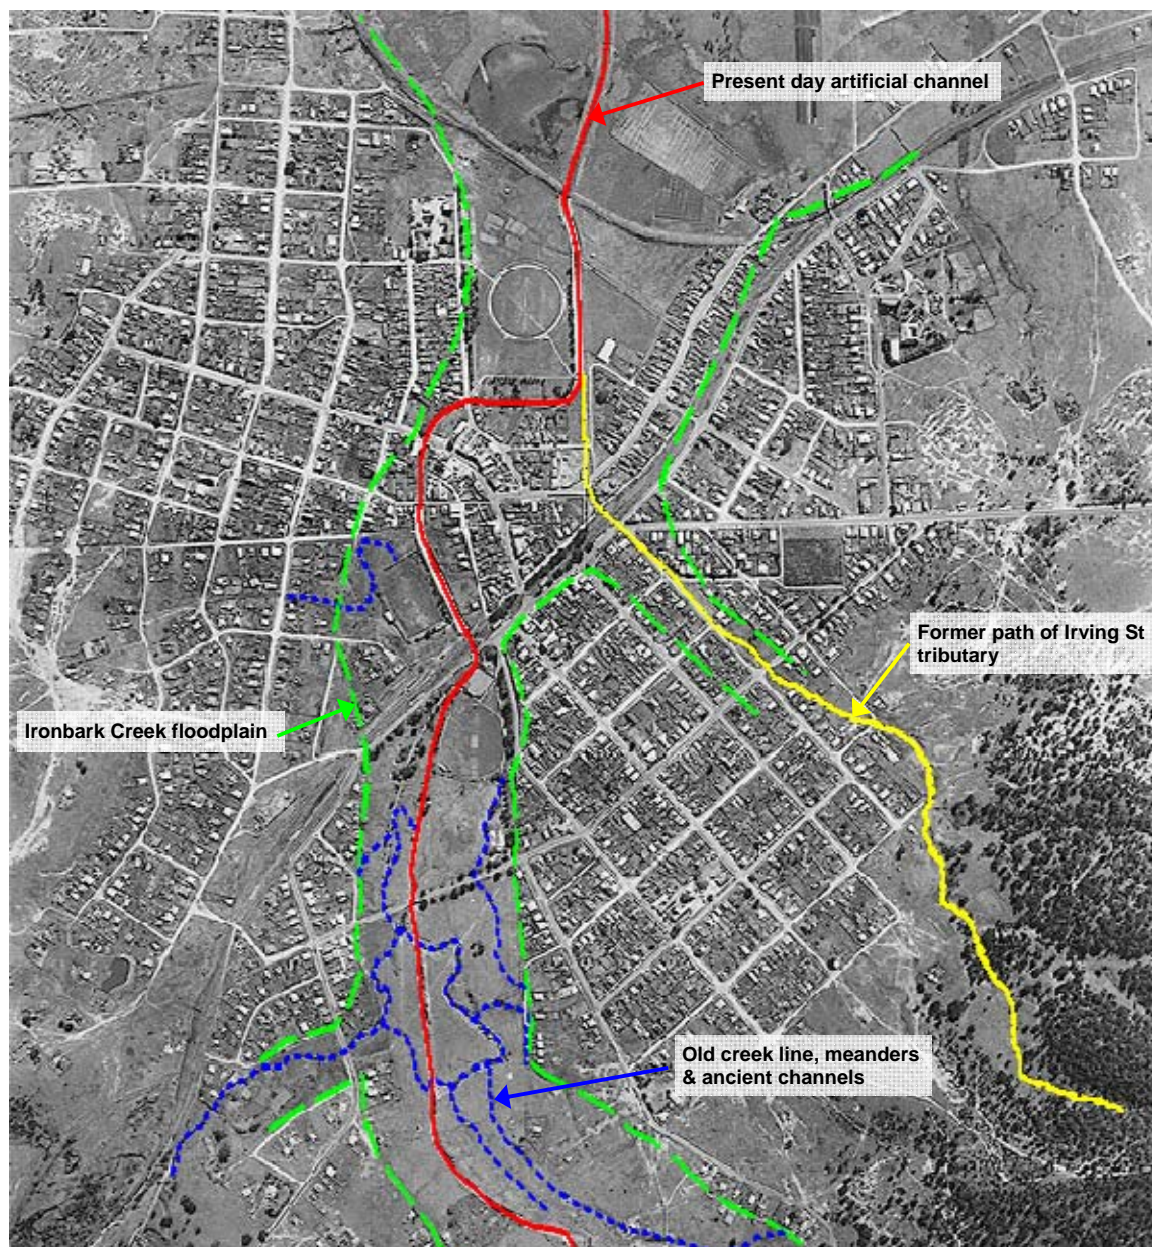 Present day artificial channel
Former path of Irving St
tributary
Ironbark Creek floodplain
Old creek line, meanders
& ancient channels